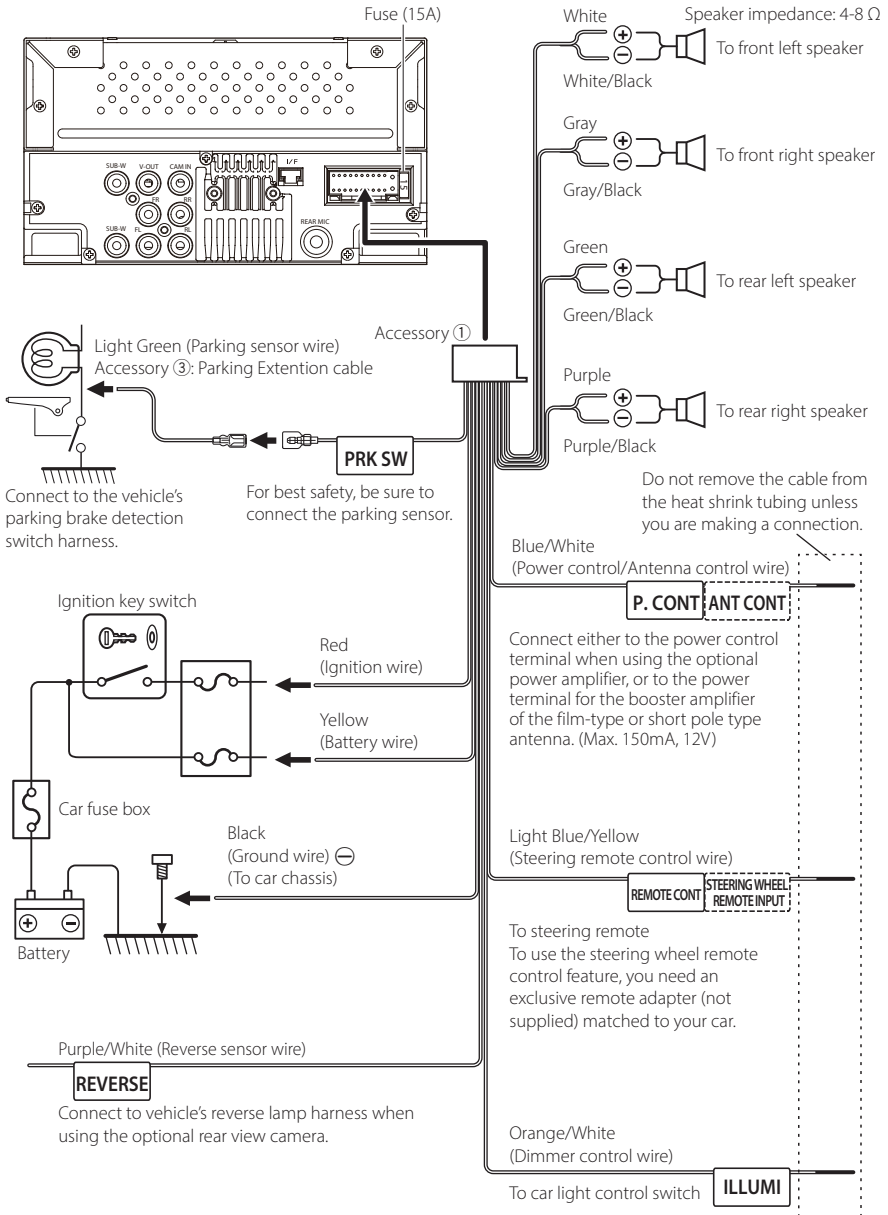 Fuse (15A)
White
Speaker impedance: 4-8 Ω
To front left speaker
White/Black
Gray
To front right speaker
Gray/Black
Green
To rear left speaker
Green/Black
Purple
To rear right speaker
Purple/Black
SUB-W V-OUT CAM IN
I/F
15
FR RR
SUB-W FL RL
REAR MIC
Accessory ①
Light Green (Parking sensor wire)
Accessory ③: Parking Extention cable
PRK SW
Connect to the vehicle’s
parking brake detection
switch harness.
For best safety, be sure to
connect the parking sensor.
Do not remove the cable from
the heat shrink tubing unless
you are making a connection.
Blue/White
(Power control/Antenna control wire)
P. CONT ANT CONT
Connect either to the power control
terminal when using the optional
power amplifier, or to the power
terminal for the booster amplifier
of the film-type or short pole type
antenna. (Max. 150mA, 12V)
Ignition key switch
Red
(Ignition wire)
Yellow
(Battery wire)
Car fuse box
Black
(Ground wire) ⊖
(To car chassis)
⊕ ⊖
Battery
Light Blue/Yellow
(Steering remote control wire)
REMOTE CONT
STEERING WHEEL
REMOTE INPUT
To steering remote
To use the steering wheel remote
control feature, you need an
exclusive remote adapter (not
supplied) matched to your car.
Purple/White (Reverse sensor wire)
REVERSE
Connect to vehicle’s reverse lamp harness when
using the optional rear view camera.
Orange/White
(Dimmer control wire)
To car light control switch
ILLUMI